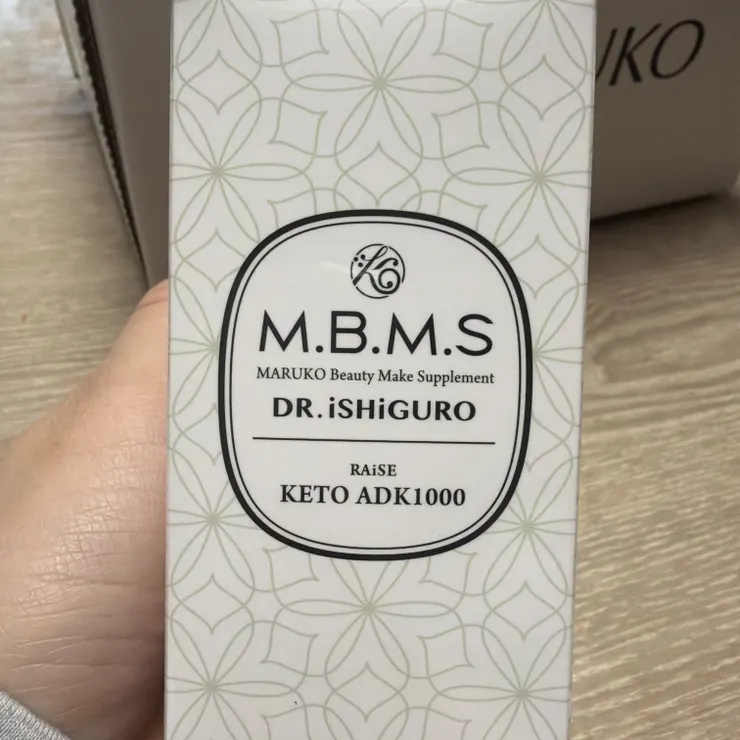 UKO
M.B.M.S
MARUKO Beauty Make Supplement
DR. iSHiGURO
RAiSE
KETO ADK1000